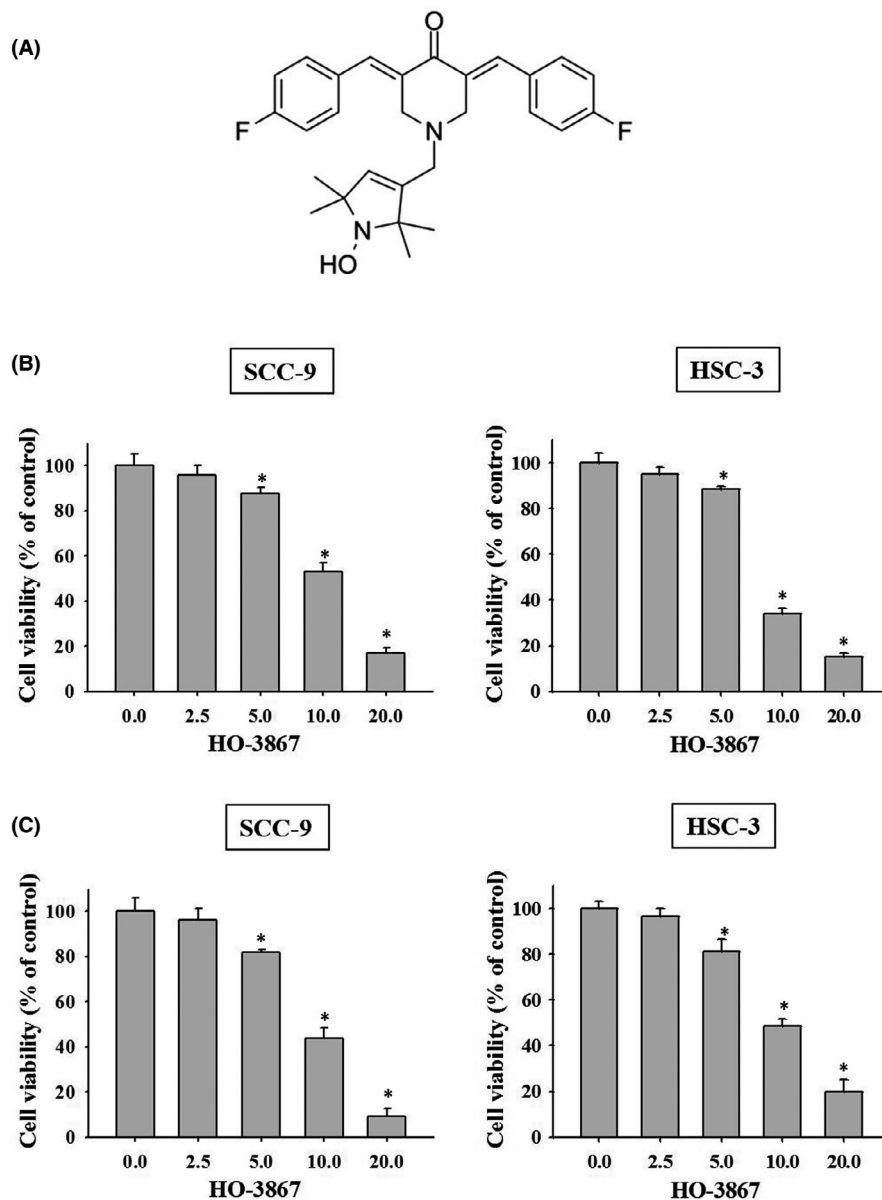 (A)
O
F
F
N
N
HO
(B)
SCC-9
Cell viability (% of control)
100
80
60
40
20
0
*
*
*
0.0 2.5 5.0 10.0 20.0
HO-3867
HSC-3
Cell viability (% of control)
100
80
60
40
20
0
*
*
*
0.0 2.5 5.0 10.0 20.0
HO-3867
(C)
SCC-9
Cell viability (% of control)
100
80
60
40
20
0
*
*
*
0.0 2.5 5.0 10.0 20.0
HO-3867
HSC-3
Cell viability (% of control)
100
80
60
40
20
0
*
*
*
0.0 2.5 5.0 10.0 20.0
HO-3867